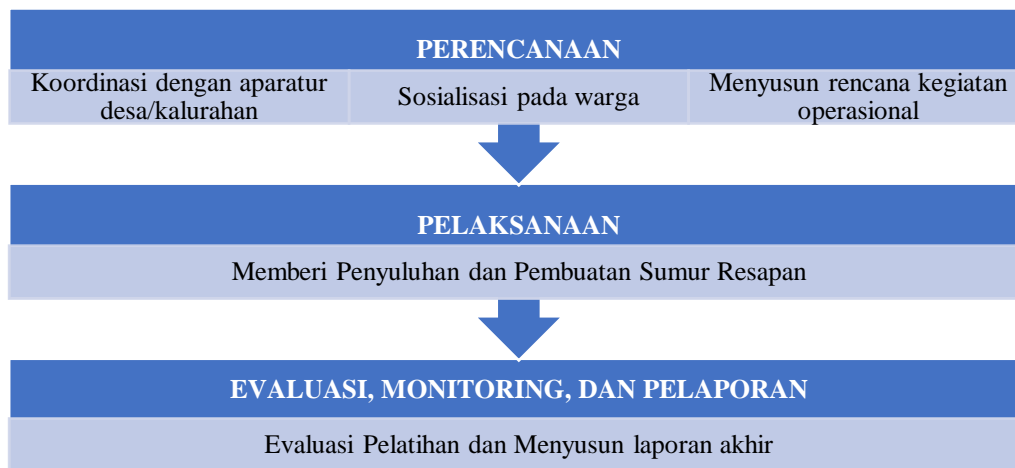 PERENCANAAN
Koordinasi dengan aparatur
desa/kalurahan
Sosialisasi pada warga
Menyusun rencana kegiatan
operasional
PELAKSANAAN
Memberi Penyuluhan dan Pembuatan Sumur Resapan
EVALUASI, MONITORING, DAN PELAPORAN
Evaluasi Pelatihan dan Menyusun laporan akhir